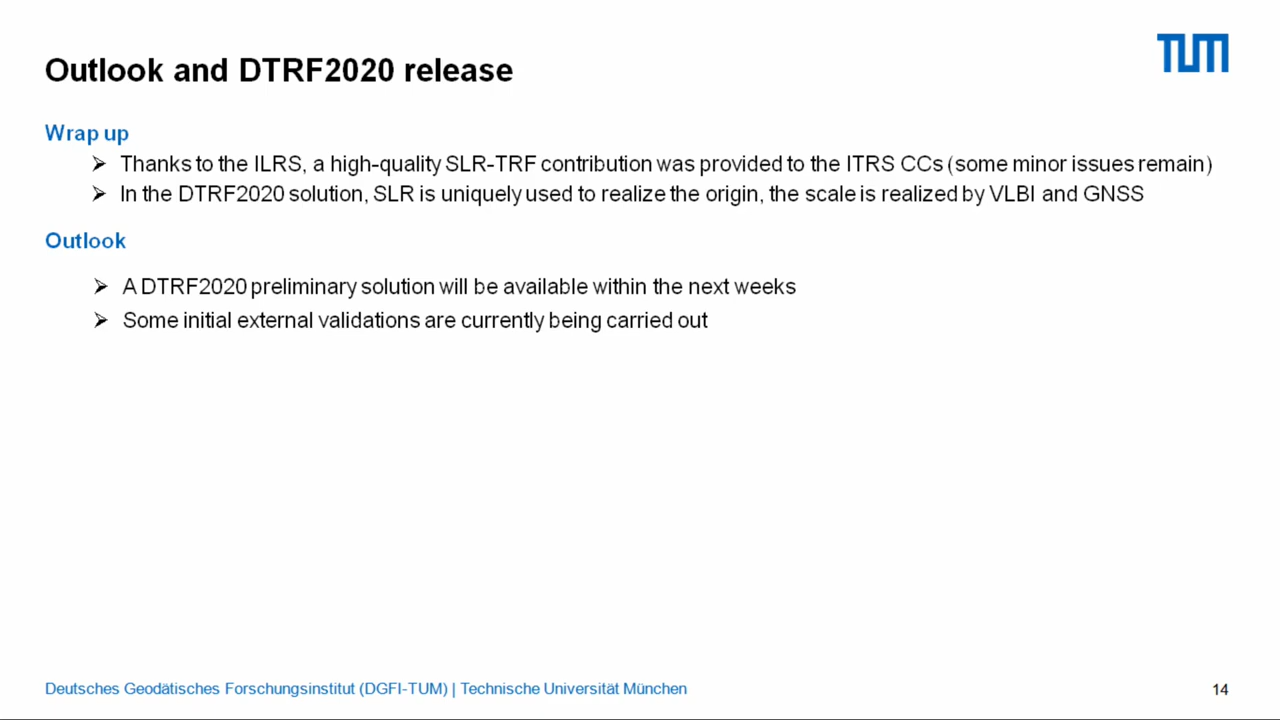 TUM
Outlook and DTRF2020 release
Wrap up
➢ Thanks to the ILRS, a high-quality SLR-TRF contribution was provided to the ITRS CCs (some minor issues remain)
➢ In the DTRF2020 solution, SLR is uniquely used to realize the origin, the scale is realized by VLBI and GNSS
Outlook
➢ A DTRF2020 preliminary solution will be available within the next weeks
➢ Some initial external validations are currently being carried out
Deutsches Geodätisches Forschungsinstitut (DGFI-TUM) | Technische Universität München
14